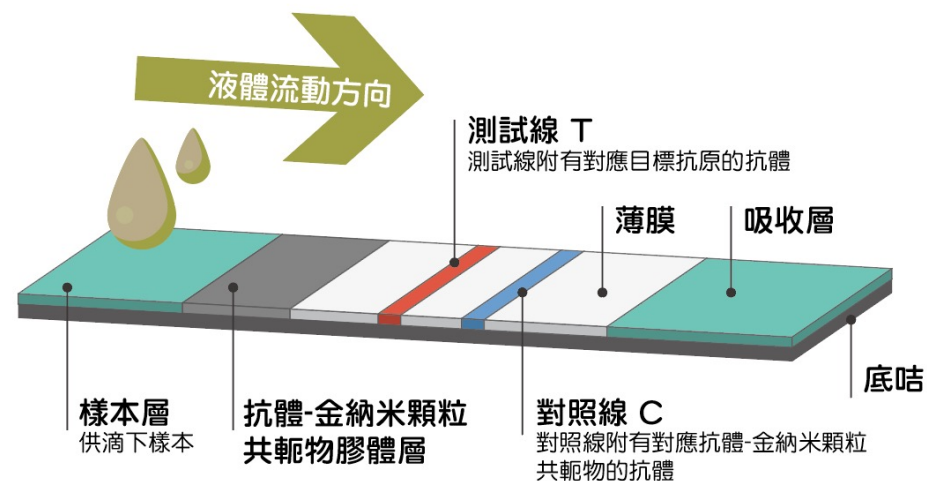 液體流動方向
測試線 T
測試線附有對應目標抗原的抗體
薄膜
吸收層
樣本層
供滴下樣本
抗體-金納米顆粒
共軛物膠體層
對照線 C
對照線附有對應抗體-金納米顆粒
共軛物的抗體
底咭